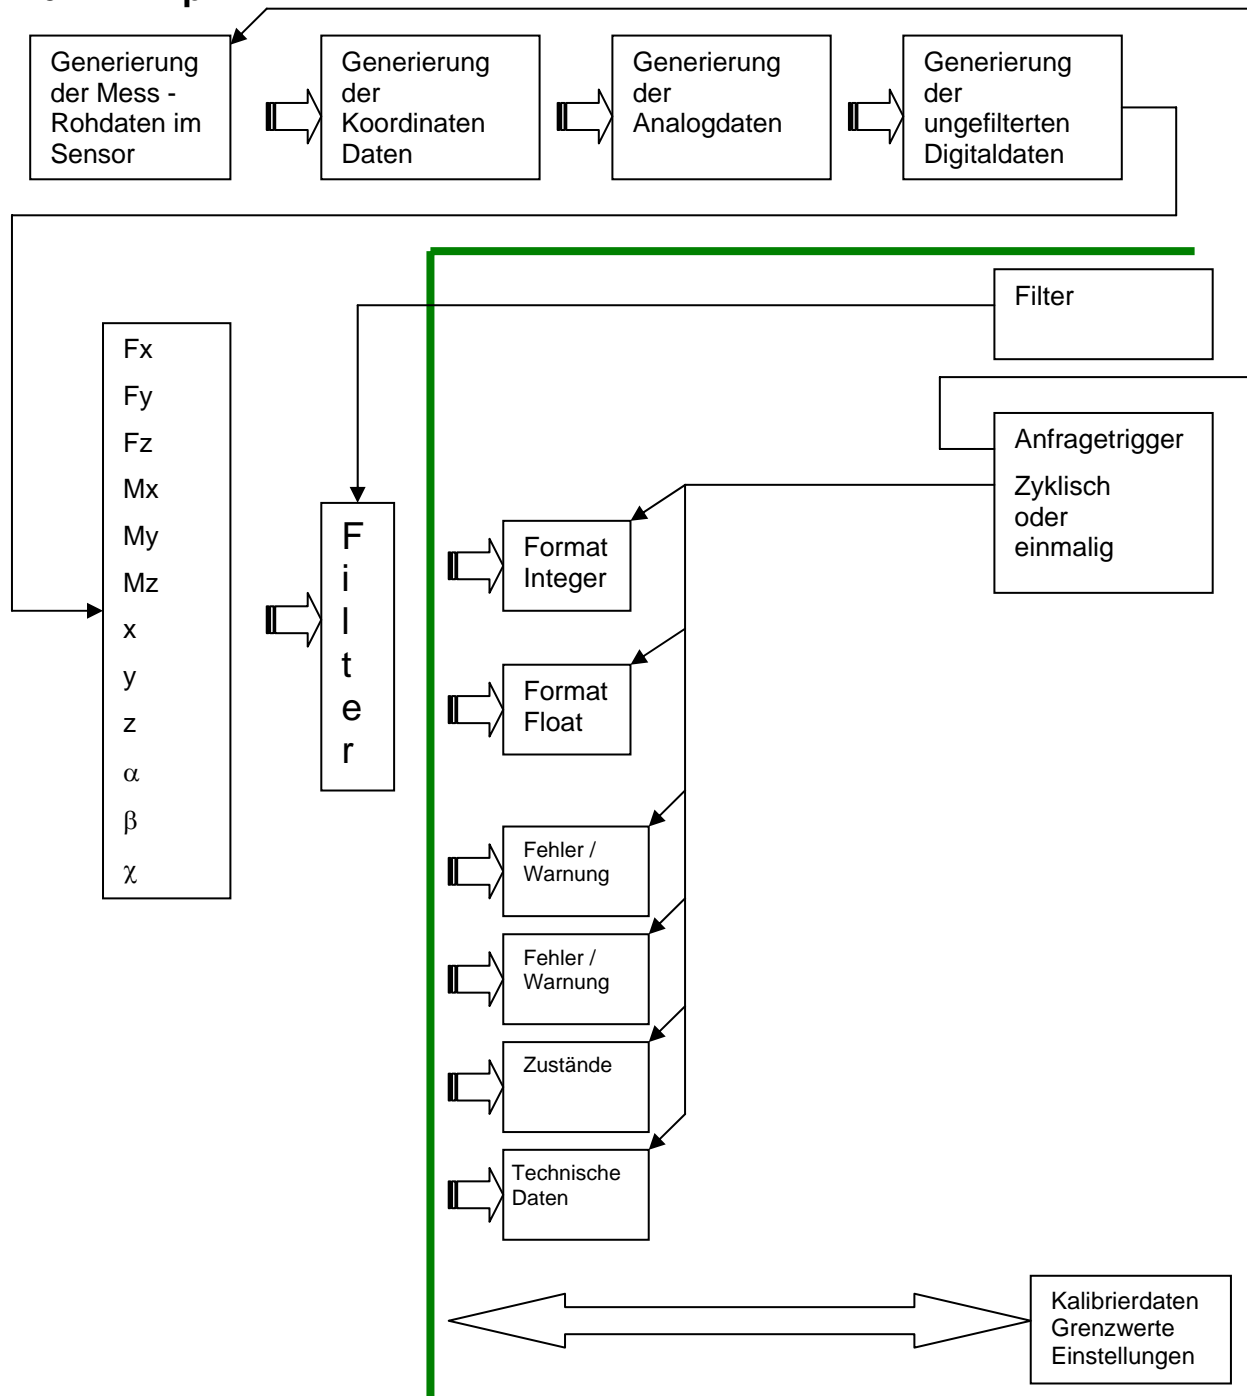 Generierung
der Mess -
Rohdaten im
Sensor
Generierung
der
Koordinaten
Daten
Generierung
der
Analogdaten
Generierung
der
ungefilterten
Digitaldaten
Filter
Fx
Fy
Fz
Mx
My
Mz
x
y
z
α
β
χ
Filter
Anfragetrigger
Zyklisch
oder
einmalig
Format
Integer
Format
Float
Fehler /
Warnung
Fehler /
Warnung
Zustände
Technische
Daten
Kalibrierdaten
Grenzwerte
Einstellungen